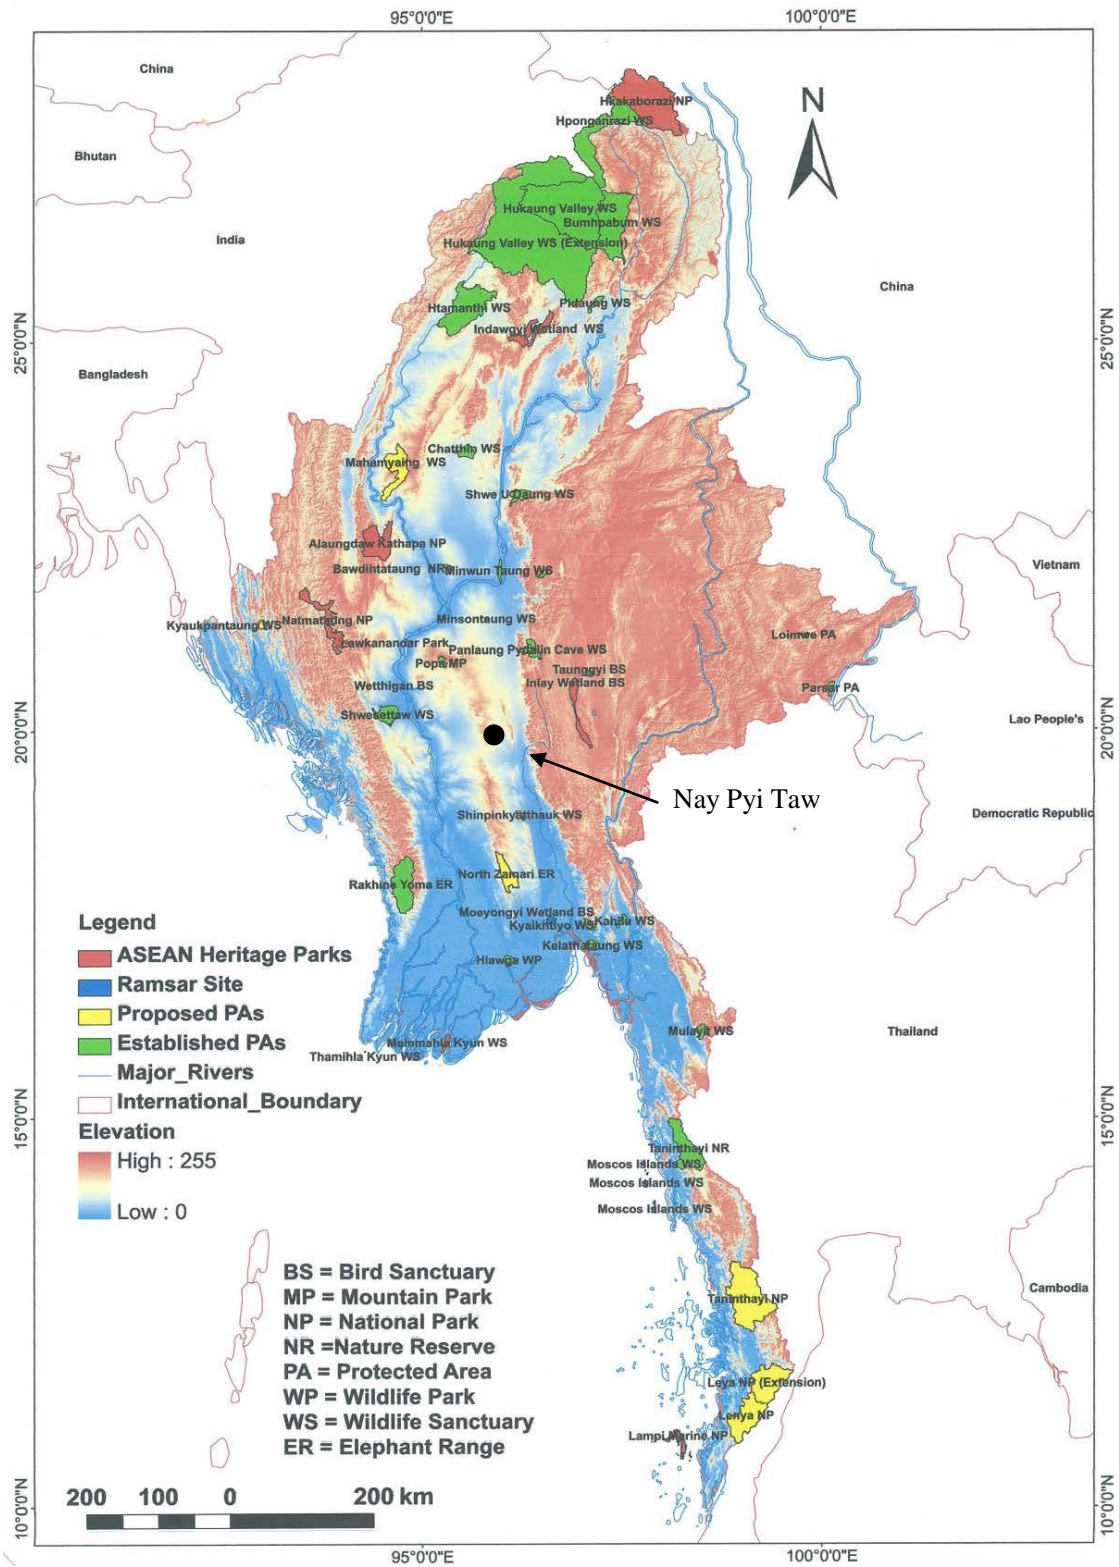 95°0'0"E
100°0'0"E
China
N
Hkakaborazi NP
Hponganrazi WS
Bhutan
Hukaung Valley WS
Bumhpabum WS
India
Hukaung Valley WS (Extension)
China
Htamanthi WS
Pidaung WS
Indawgyi Wetland WS
25°0'0"N
25°0'0"N
Bangladesh
Chatthin WS
Mahamyaing WS
Shwe U Daung WS
Alaungdaw Kathapa NP
Bawdihtataung NR
Minwun Taung WS
Vietnam
Minsontaung WS
Natmataung NP
Kyaukpantaung WS
Loimwe PA
Lawkanandar Park
Panlaung Pyadalin Cave WS
Popa MP
Taunggyi BS
Inlay Wetland BS
Wetthigan BS
Parsar PA
Shwesettaw WS
Lao People's
20°0'0"N
20°0'0"N
Nay Pyi Taw
Democratic Republic
Shinpinkyetthauk WS
North Zamari ER
Rakhine Yoma ER
Moeyongyi Wetland BS
Kyaikhtiyo WS
Kahilu WS
Kelathataung WS
Hlawga WP
Mulayit WS
Thailand
Meinmahla Kyun WS
Thamihla Kyun WS
Legend
ASEAN Heritage Parks
Ramsar Site
Proposed PAs
Established PAs
Major_Rivers
International_Boundary
Elevation
High : 255
Low : 0
15°0'0"N
15°0'0"N
Taninthayi NR
Moscos Islands WS
Moscos Islands WS
Moscos Islands WS
Cambodia
Taninthayi NP
Leya NP (Extension)
Lenya NP
Lampi Marine NP
BS = Bird Sanctuary
MP = Mountain Park
NP = National Park
NR =Nature Reserve
PA = Protected Area
WP = Wildlife Park
WS = Wildlife Sanctuary
ER = Elephant Range
200 100 0 200 km
10°0'0"N
10°0'0"N
95°0'0"E
100°0'0"E